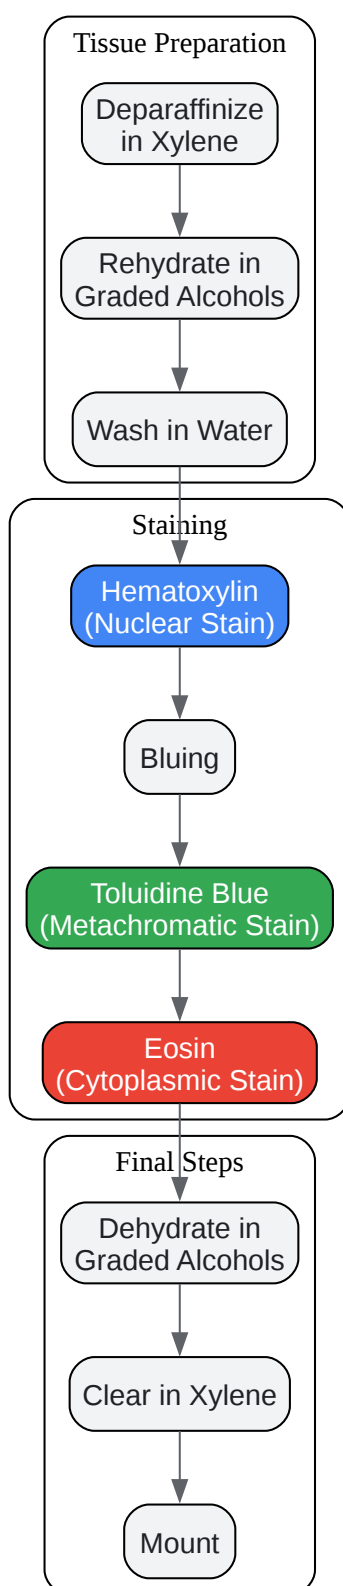 Tissue Preparation
Deparaffinize
in Xylene
Rehydrate in
Graded Alcohols
Wash in Water
Staining
Hematoxylin
(Nuclear Stain)
Bluing
Toluidine Blue
(Metachromatic Stain)
Eosin
(Cytoplasmic Stain)
Final Steps
Dehydrate in
Graded Alcohols
Clear in Xylene
Mount